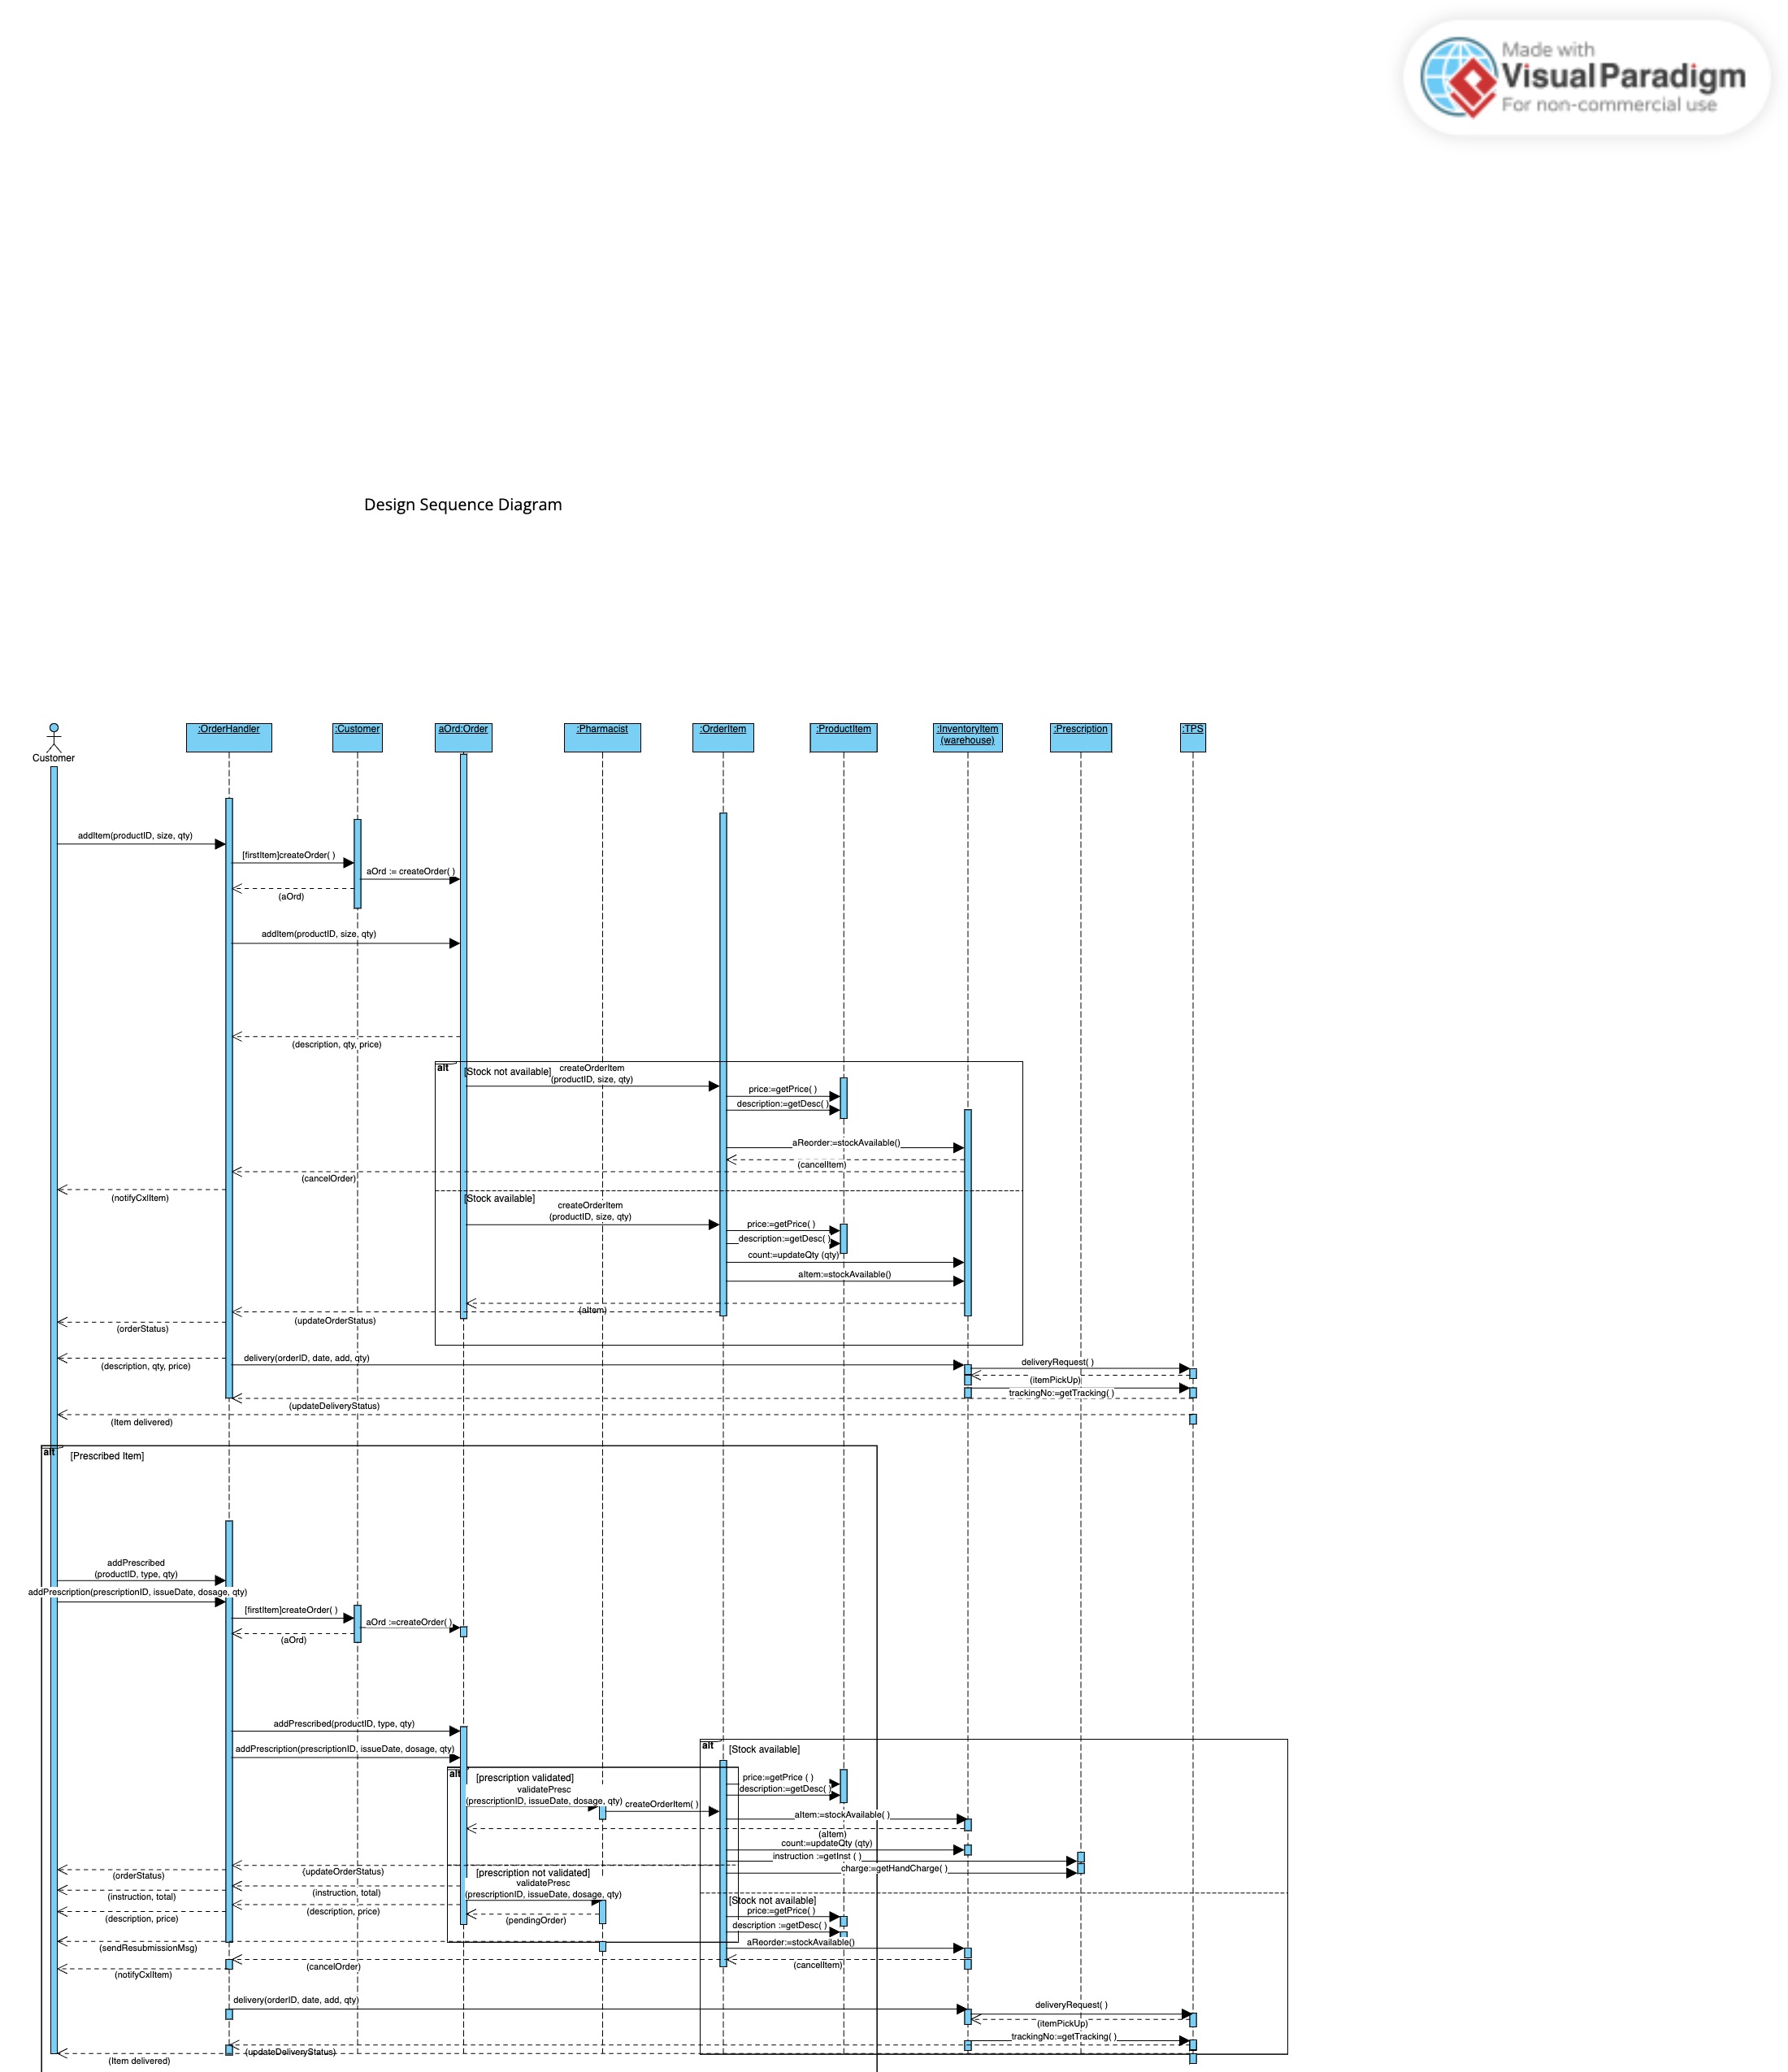 Made with
VisualParadigm
For non-commercial use
Design Sequence Diagram
Customer
:OrderHandler
:Customer
aOrd:Order
:Pharmacist
:OrderItem
:ProductItem
:InventoryItem
(warehouse)
:Prescription
:TPS
addItem(productID, size, qty)
[firstItem]createOrder( )
aOrd := createOrder( )
(aOrd)
addItem(productID, size, qty)
(description, qty, price)
alt
[Stock not available]
createOrderItem
(productID, size, qty)
price:=getPrice( )
description:=getDesc( )
aReorder:=stockAvailable()
(cancelItem)
(cancelOrder)
(notifyCxlItem)
[Stock available]
createOrderItem
(productID, size, qty)
price:=getPrice( )
description:=getDesc( )
count:=updateQty (qty)
aItem:=stockAvailable()
(aItem)
(updateOrderStatus)
(orderStatus)
(description, qty, price)
delivery(orderID, date, add, qty)
deliveryRequest( )
(itemPickUp)
trackingNo:=getTracking( )
(updateDeliveryStatus)
(Item delivered)
alt
[Prescribed Item]
addPrescribed
(productID, type, qty)
addPrescription(prescriptionID, issueDate, dosage, qty)
[firstItem]createOrder( )
aOrd :=createOrder( )
(aOrd)
addPrescribed(productID, type, qty)
addPrescription(prescriptionID, issueDate, dosage, qty)
alt
[Stock available]
alt
[prescription validated]
validatePresc
(prescriptionID, issueDate, dosage, qty)
createOrderItem( )
price:=getPrice ( )
description:=getDesc( )
aItem:=stockAvailable( )
(aItem)
count:=updateQty (qty)
instruction :=getInst ( )
charge:=getHandCharge( )
(updateOrderStatus)
(orderStatus)
[prescription not validated]
validatePresc
(prescriptionID, issueDate, dosage, qty)
(instruction, total)
(instruction, total)
(description, price)
(description, price)
(pendingOrder)
[Stock not available]
price:=getPrice( )
description :=getDesc( )
aReorder:=stockAvailable()
(sendResubmissionMsg)
(cancelItem)
(cancelOrder)
(notifyCxlItem)
delivery(orderID, date, add, qty)
deliveryRequest( )
(itemPickUp)
trackingNo:=getTracking( )
(updateDeliveryStatus)
(Item delivered)